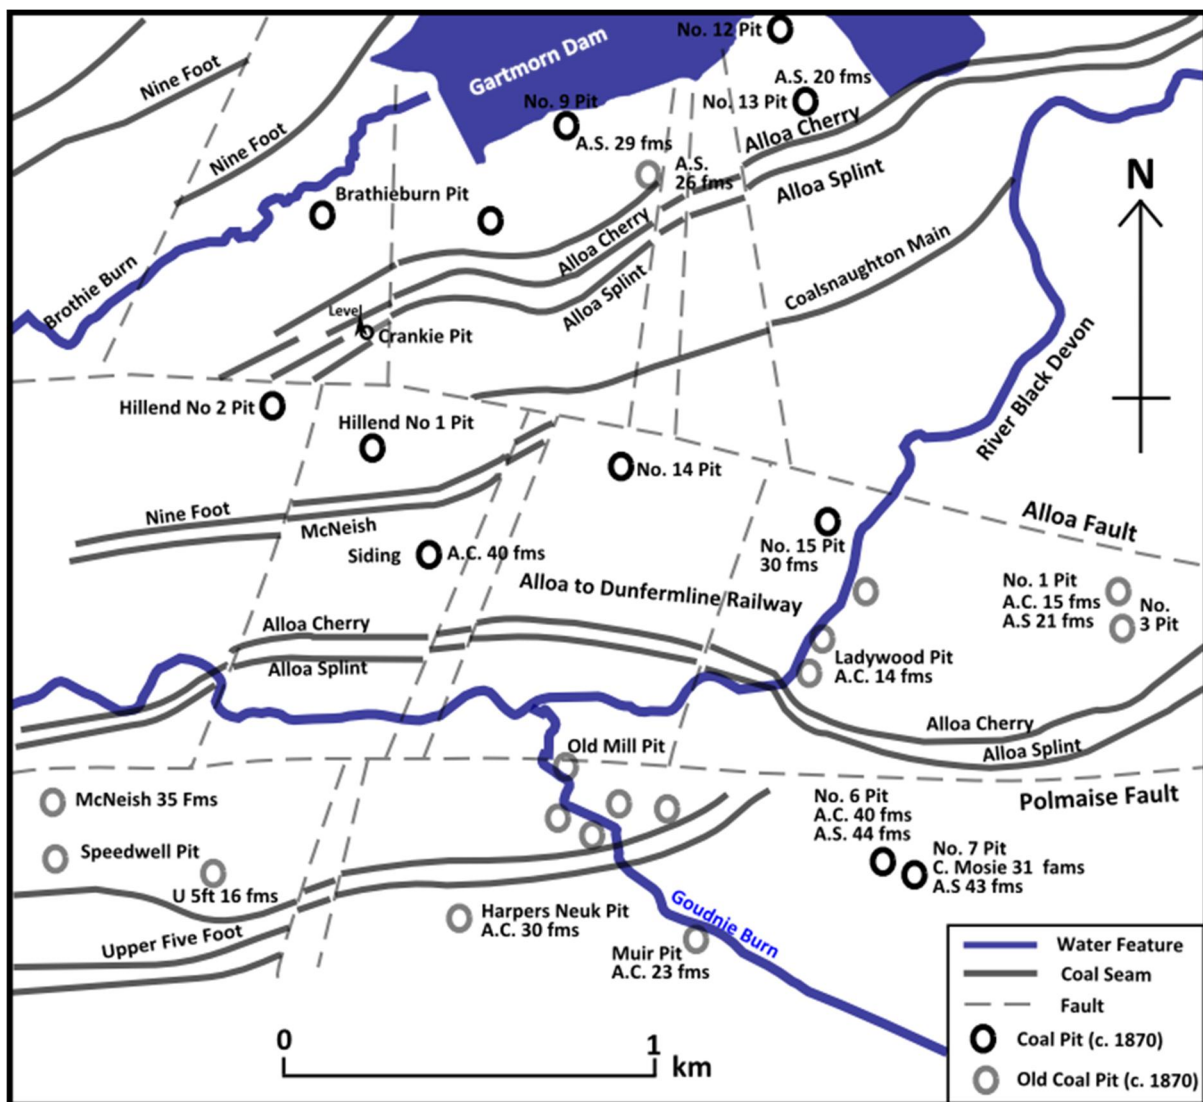 No. 12 Pit
Gartmorn Dam
A.S. 20 fms
No. 13 Pit
Nine Foot
No. 9 Pit
A.S. 29 fms
Alloa Cherry
Nine Foot
A.S.
26 fms
Alloa Splint
Brathieburn Pit
Alloa Cherry
Coalsnaughton Main
N
Brothie Burn
Alloa Splint
Level
Crankie Pit
River Black Devon
Hillend No 2 Pit
Hillend No 1 Pit
No. 14 Pit
Nine Foot
McNeish
Alloa Fault
Siding
A.C. 40 fms
No. 15 Pit
30 fms
Alloa to Dunfermline Railway
No. 1 Pit
A.C. 15 fms
A.S 21 fms
No.
3 Pit
Alloa Cherry
Alloa Splint
Ladywood Pit
A.C. 14 fms
Alloa Cherry
Alloa Splint
Old Mill Pit
Polmaise Fault
McNeish 35 Fms
No. 6 Pit
A.C. 40 fms
A.S. 44 fms
Speedwell Pit
No. 7 Pit
C. Mosie 31 fams
A.S 43 fms
U 5ft 16 fms
Upper Five Foot
Harpers Neuk Pit
A.C. 30 fms
Goudnie Burn
Muir Pit
A.C. 23 fms
0
1
km
Water Feature
Coal Seam
Fault
Coal Pit (c. 1870)
Old Coal Pit (c. 1870)